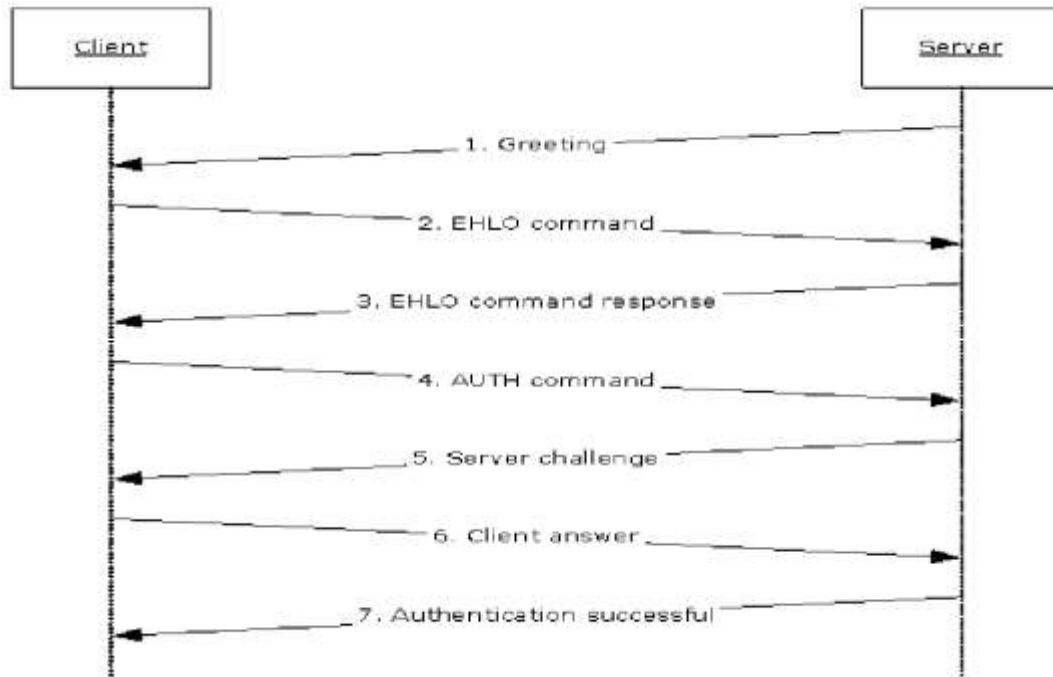 Client
Server
1. Greeting
2. EHLO command
3. EHLO command response
4. AUTH command
5. Server challenge
6. Client answer
7. Authentication successful